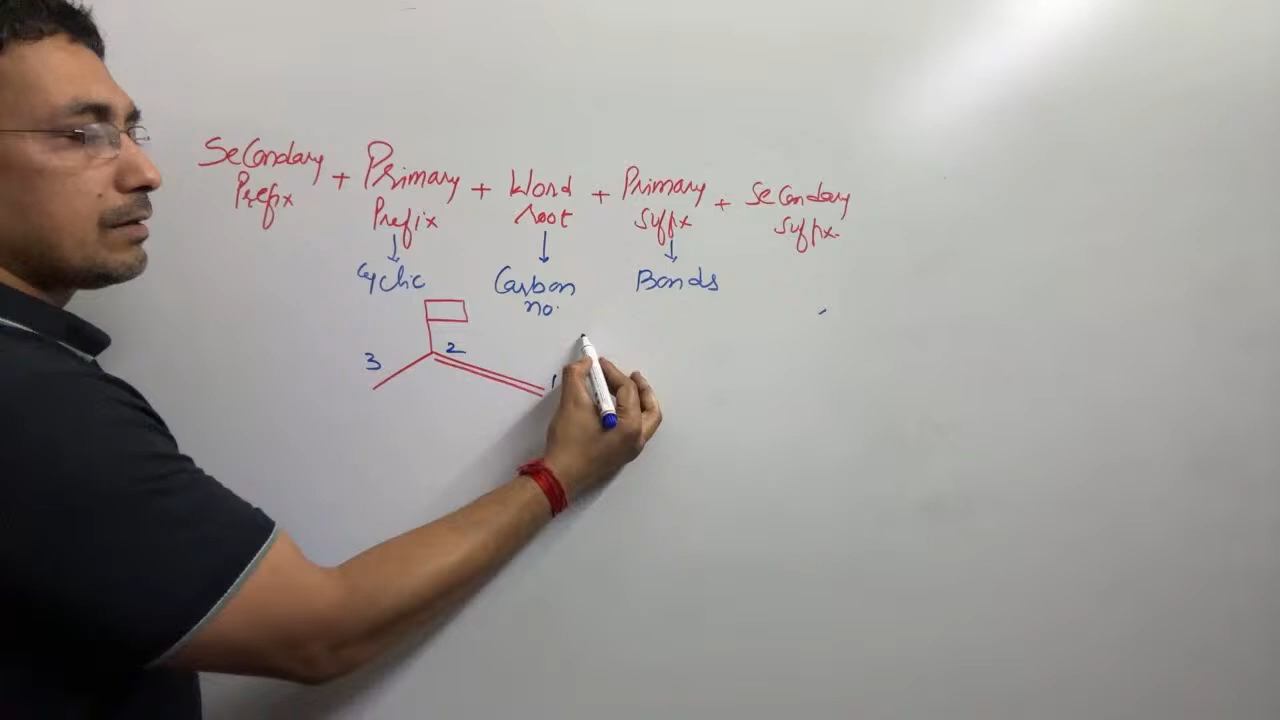 Secondary Prefix + Primary Prefix + Word root + Primary Suffix + Secondary Suffix
Cyclic Carbon no. Bonds
3 2 1